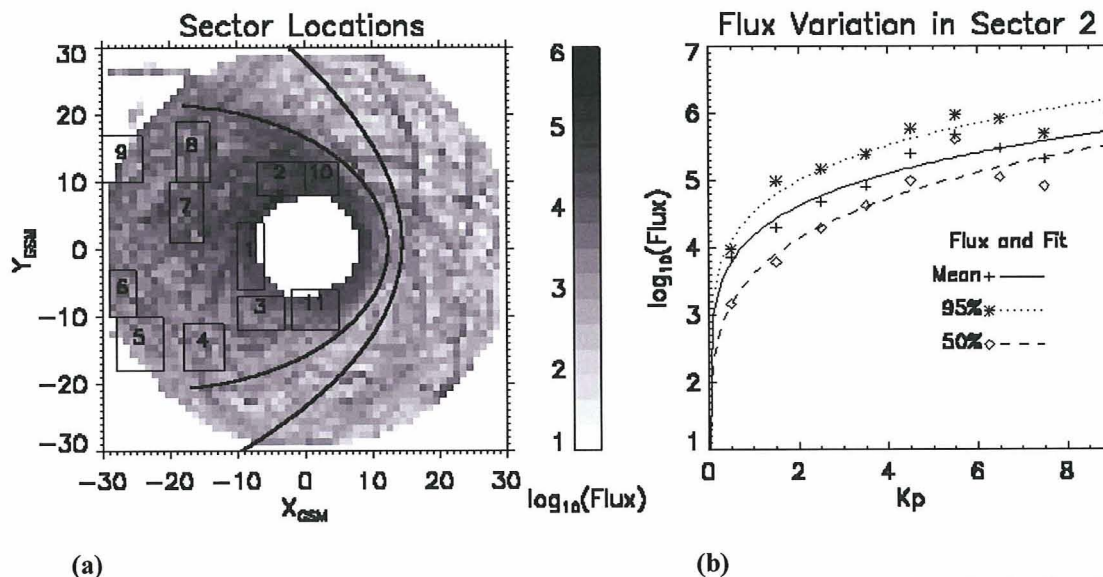 Sector Locations
30
20
10
0
−10
−20
−30
Y_GSM
−30 −20 −10 0 10 20 30
X_GSM
9
8
2
10
7
1
6
3
11
5
4
6
5
4
3
2
1
log₁₀(Flux)
(a)
Flux Variation in Sector 2
7
6
5
4
3
2
1
log₁₀(Flux)
0 2 4 6 8
Kp
Flux and Fit
Mean
95%
50%
(b)